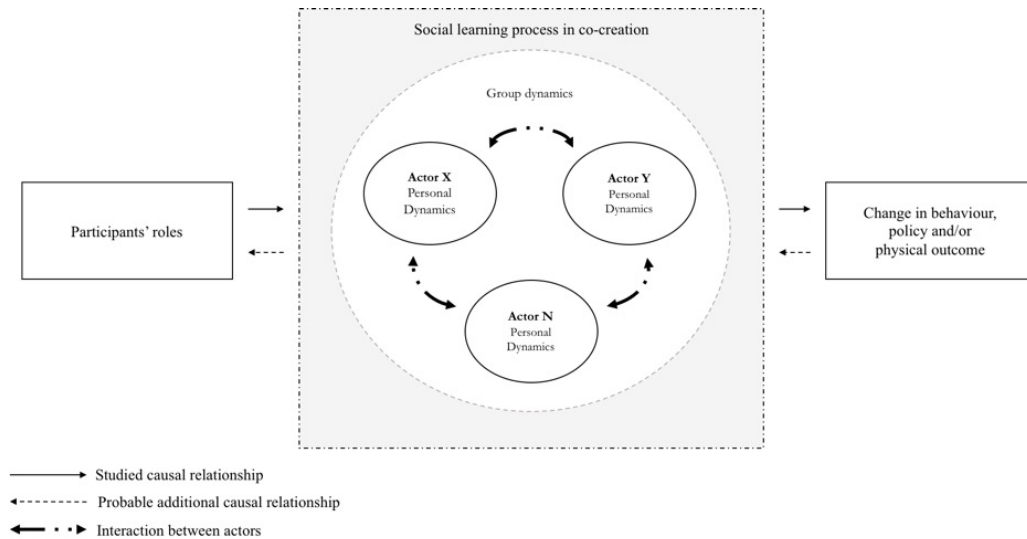 Social learning process in co-creation
Group dynamics
Actor X
Personal
Dynamics
Actor Y
Personal
Dynamics
Actor N
Personal
Dynamics
Participants’ roles
Change in behaviour,
policy and/or
physical outcome
Studied causal relationship
Probable additional causal relationship
Interaction between actors